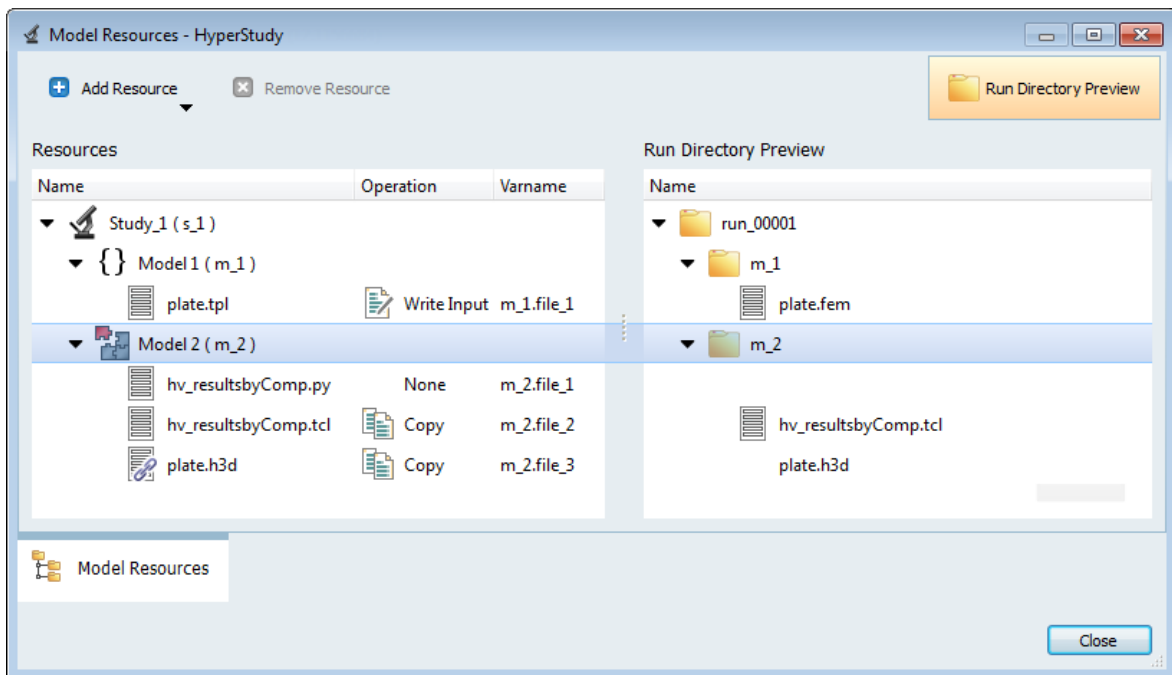 Model Resources - HyperStudy
Add Resource Remove Resource Run Directory Preview
Resources Run Directory Preview
Name Operation Varname Name
Study_1 ( s_1 ) run_00001
{ } Model 1 ( m_1 ) m_1
plate.tpl Write Input m_1.file_1 plate.fem
Model 2 ( m_2 ) m_2
hv_resultsbyComp.py None m_2.file_1
hv_resultsbyComp.tcl Copy m_2.file_2 hv_resultsbyComp.tcl
plate.h3d Copy m_2.file_3 plate.h3d
Model Resources
Close